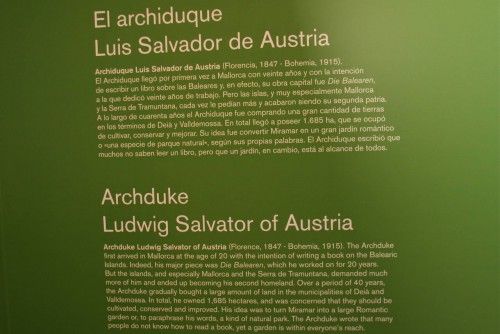 El archiduque
Luis Salvador de Austria
Archiduque Luis Salvador de Austria (Florencia, 1847 - Bohemia, 1915).
El Archiduque llegó por primera vez a Mallorca con veinte años y con la intención
de escribir un libro sobre las Baleares y, en efecto, su obra capital fue Die Balearen,
a la que dedicó veinte años de trabajo. Pero las islas, y muy especialmente Mallorca
y la Serra de Tramuntana, cada vez le pedían más y acabaron siendo su segunda patria.
A lo largo de cuarenta años el Archiduque fue comprando una gran cantidad de tierras
en los términos de Deià y Valldemossa. En total llegó a poseer 1.685 ha, que se ocupó
de cultivar, conservar y mejorar. Su idea fue convertir Miramar en un gran jardín romántico
o «una especie de parque natural», según sus propias palabras. El Archiduque escribió que
muchos no saben leer un libro, pero que un jardín, en cambio, está al alcance de todos.
Archduke
Ludwig Salvator of Austria
Archduke Ludwig Salvator of Austria (Florence, 1847 - Bohemia, 1915). The Archduke
first arrived in Mallorca at the age of 20 with the intention of writing a book on the Balearic
Islands. Indeed, his major piece was Die Balearen, which he worked on for 20 years.
But the islands, and especially Mallorca and the Serra de Tramuntana, demanded much
more of him and ended up becoming his second homeland. Over a period of 40 years,
the Archduke gradually bought a large amount of land in the municipalities of Deià and
Valldemossa. In total, he owned 1,685 hectares, and was concerned that they should be
cultivated, conserved and improved. His idea was to turn Miramar into a large Romantic
garden or, to paraphrase his words, a kind of natural park. The Archduke wrote that many
people do not know how to read a book, yet a garden is within everyone's reach.